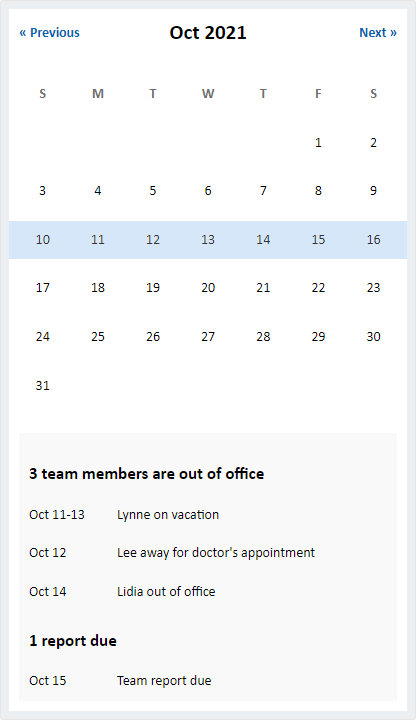 « Previous Oct 2021 Next »
S M T W T F S
1 2
3 4 5 6 7 8 9
10 11 12 13 14 15 16
17 18 19 20 21 22 23
24 25 26 27 28 29 30
31
3 team members are out of office
Oct 11-13 Lynne on vacation
Oct 12 Lee away for doctor's appointment
Oct 14 Lidia out of office
1 report due
Oct 15 Team report due